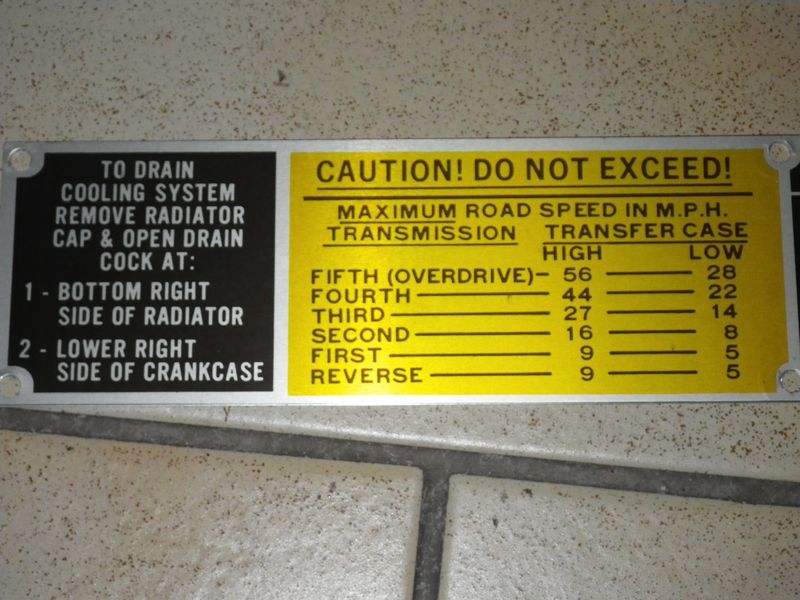 TO DRAIN
COOLING SYSTEM
REMOVE RADIATOR
CAP & OPEN DRAIN
COCK AT:
1 - BOTTOM RIGHT
SIDE OF RADIATOR
2 - LOWER RIGHT
SIDE OF CRANKCASE
CAUTION! DO NOT EXCEED!
MAXIMUM ROAD SPEED IN M.P.H.
TRANSMISSION TRANSFER CASE
HIGH LOW
FIFTH (OVERDRIVE) 56 28
FOURTH 44 22
THIRD 27 14
SECOND 16 8
FIRST 9 5
REVERSE 9 5